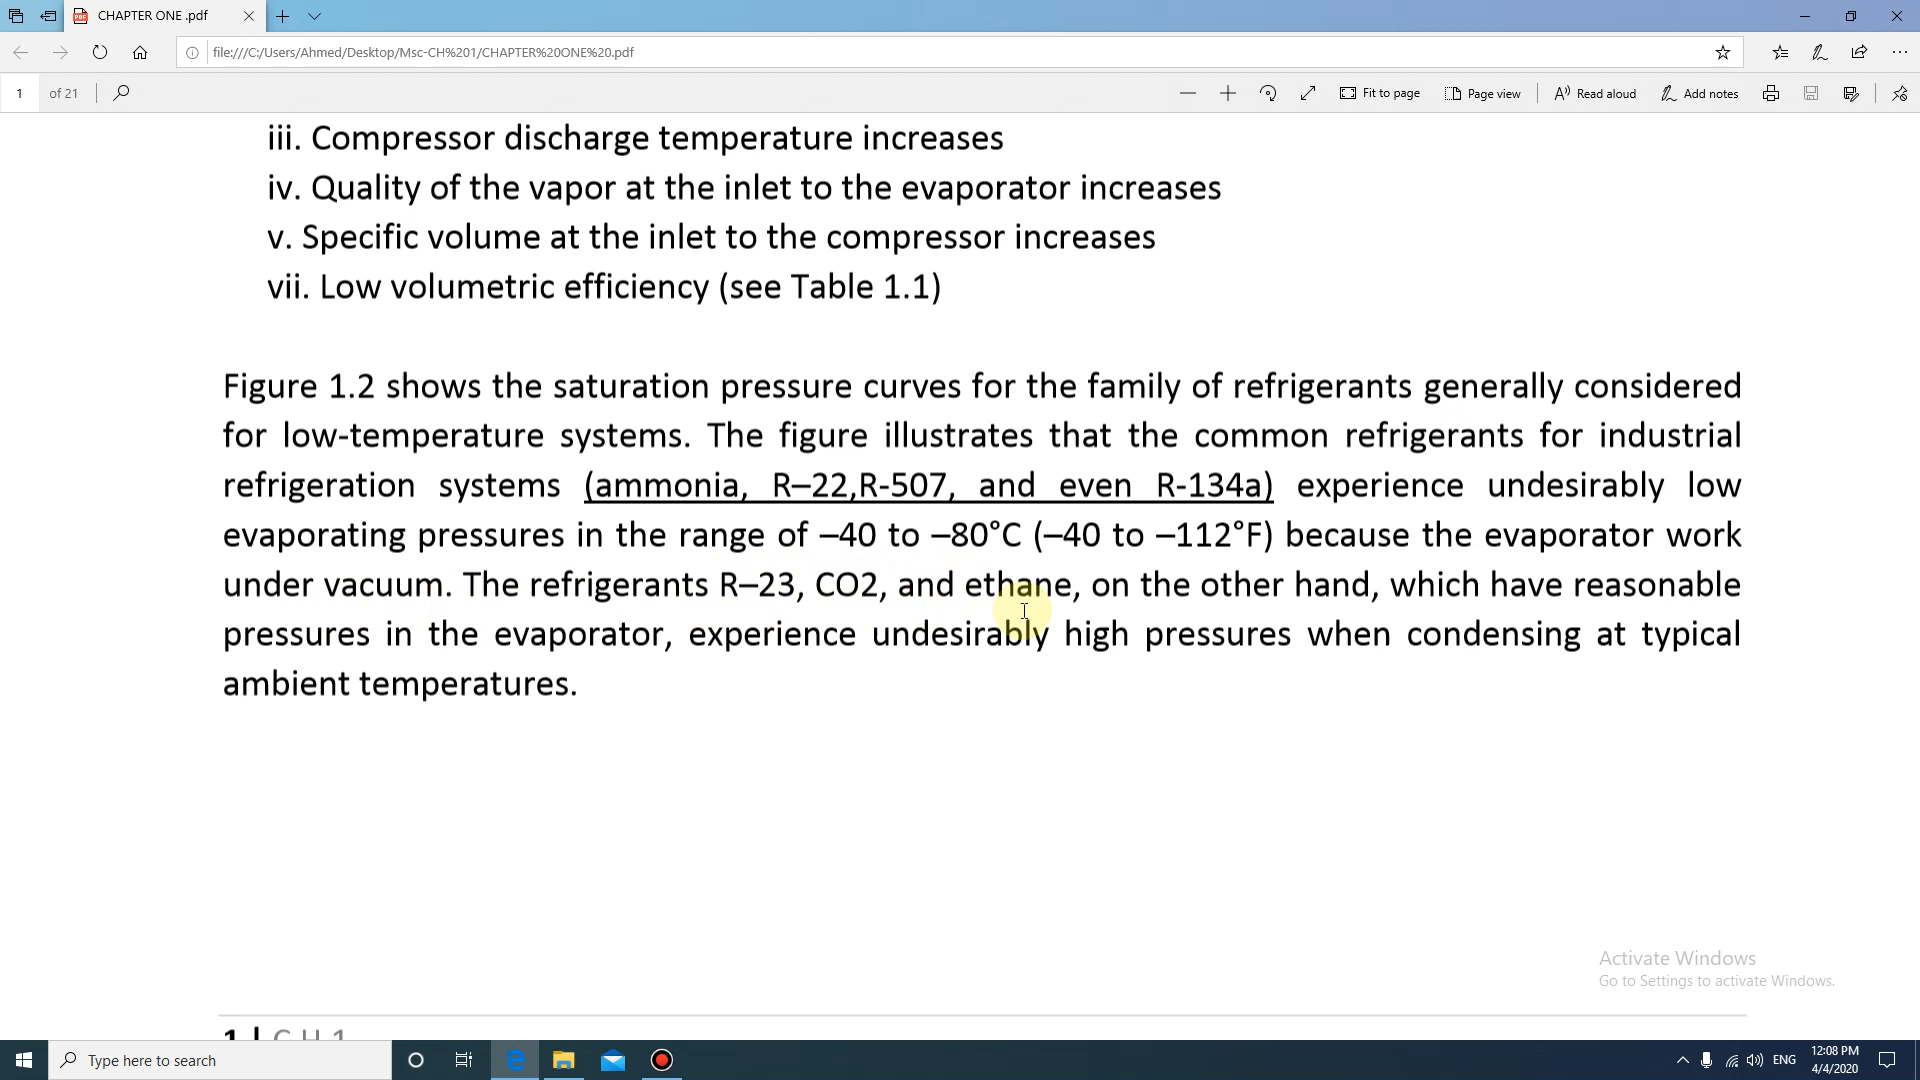 CHAPTER ONE .pdf
file:///C:/Users/Ahmed/Desktop/Msc-CH%201/CHAPTER%20ONE%20.pdf
1 of 21
Fit to page
Page view
Read aloud
Add notes
iii. Compressor discharge temperature increases
iv. Quality of the vapor at the inlet to the evaporator increases
v. Specific volume at the inlet to the compressor increases
vii. Low volumetric efficiency (see Table 1.1)
Figure 1.2 shows the saturation pressure curves for the family of refrigerants generally considered
for low-temperature systems. The figure illustrates that the common refrigerants for industrial
refrigeration systems (ammonia, R–22,R-507, and even R-134a) experience undesirably low
evaporating pressures in the range of –40 to –80°C (–40 to –112°F) because the evaporator work
under vacuum. The refrigerants R–23, CO2, and ethane, on the other hand, which have reasonable
pressures in the evaporator, experience undesirably high pressures when condensing at typical
ambient temperatures.
Activate Windows
Go to Settings to activate Windows.
1 | C H 1
Type here to search
ENG
12:08 PM
4/4/2020